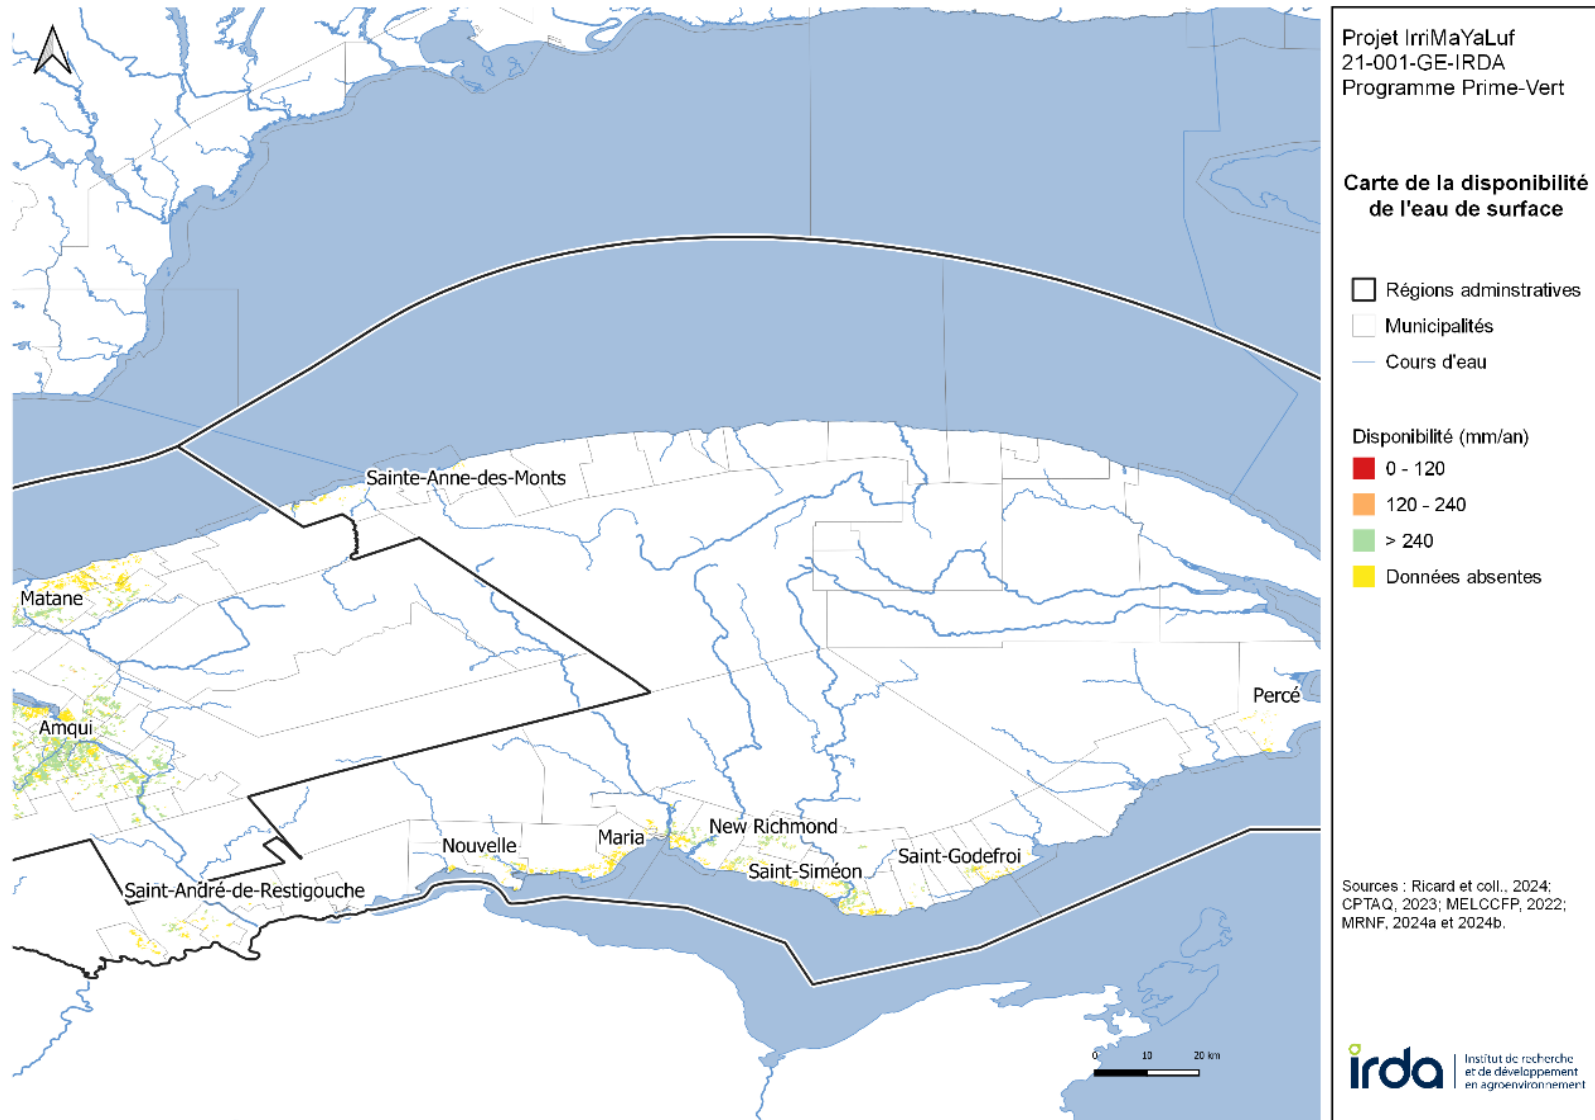 Projet IrriMaYaLuf
21-001-GE-IRDA
Programme Prime-Vert
Carte de la disponibilité
de l'eau de surface
Régions adminstratives
Municipalités
Cours d'eau
Disponibilité (mm/an)
0 - 120
120 - 240
> 240
Données absentes
Sources : Ricard et coll., 2024;
CPTAQ, 2023; MELCCFP, 2022;
MRNF, 2024a et 2024b.
irda
Institut de recherche
et de développement
en agroenvironnement
Sainte-Anne-des-Monts
Matane
Amqui
Percé
Nouvelle
Maria
New Richmond
Saint-Siméon
Saint-Godefroi
Saint-André-de-Restigouche
0 10 20 km